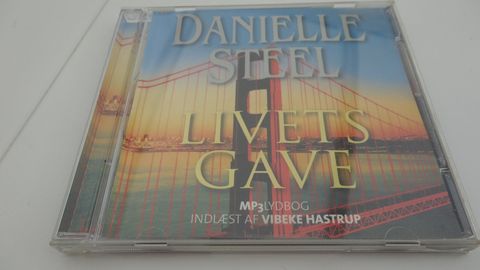 DANIELLE
STEEL
LIVETS
GAVE
MP3LYDBOG
INDLÆST AF VIBEKE HASTRUP